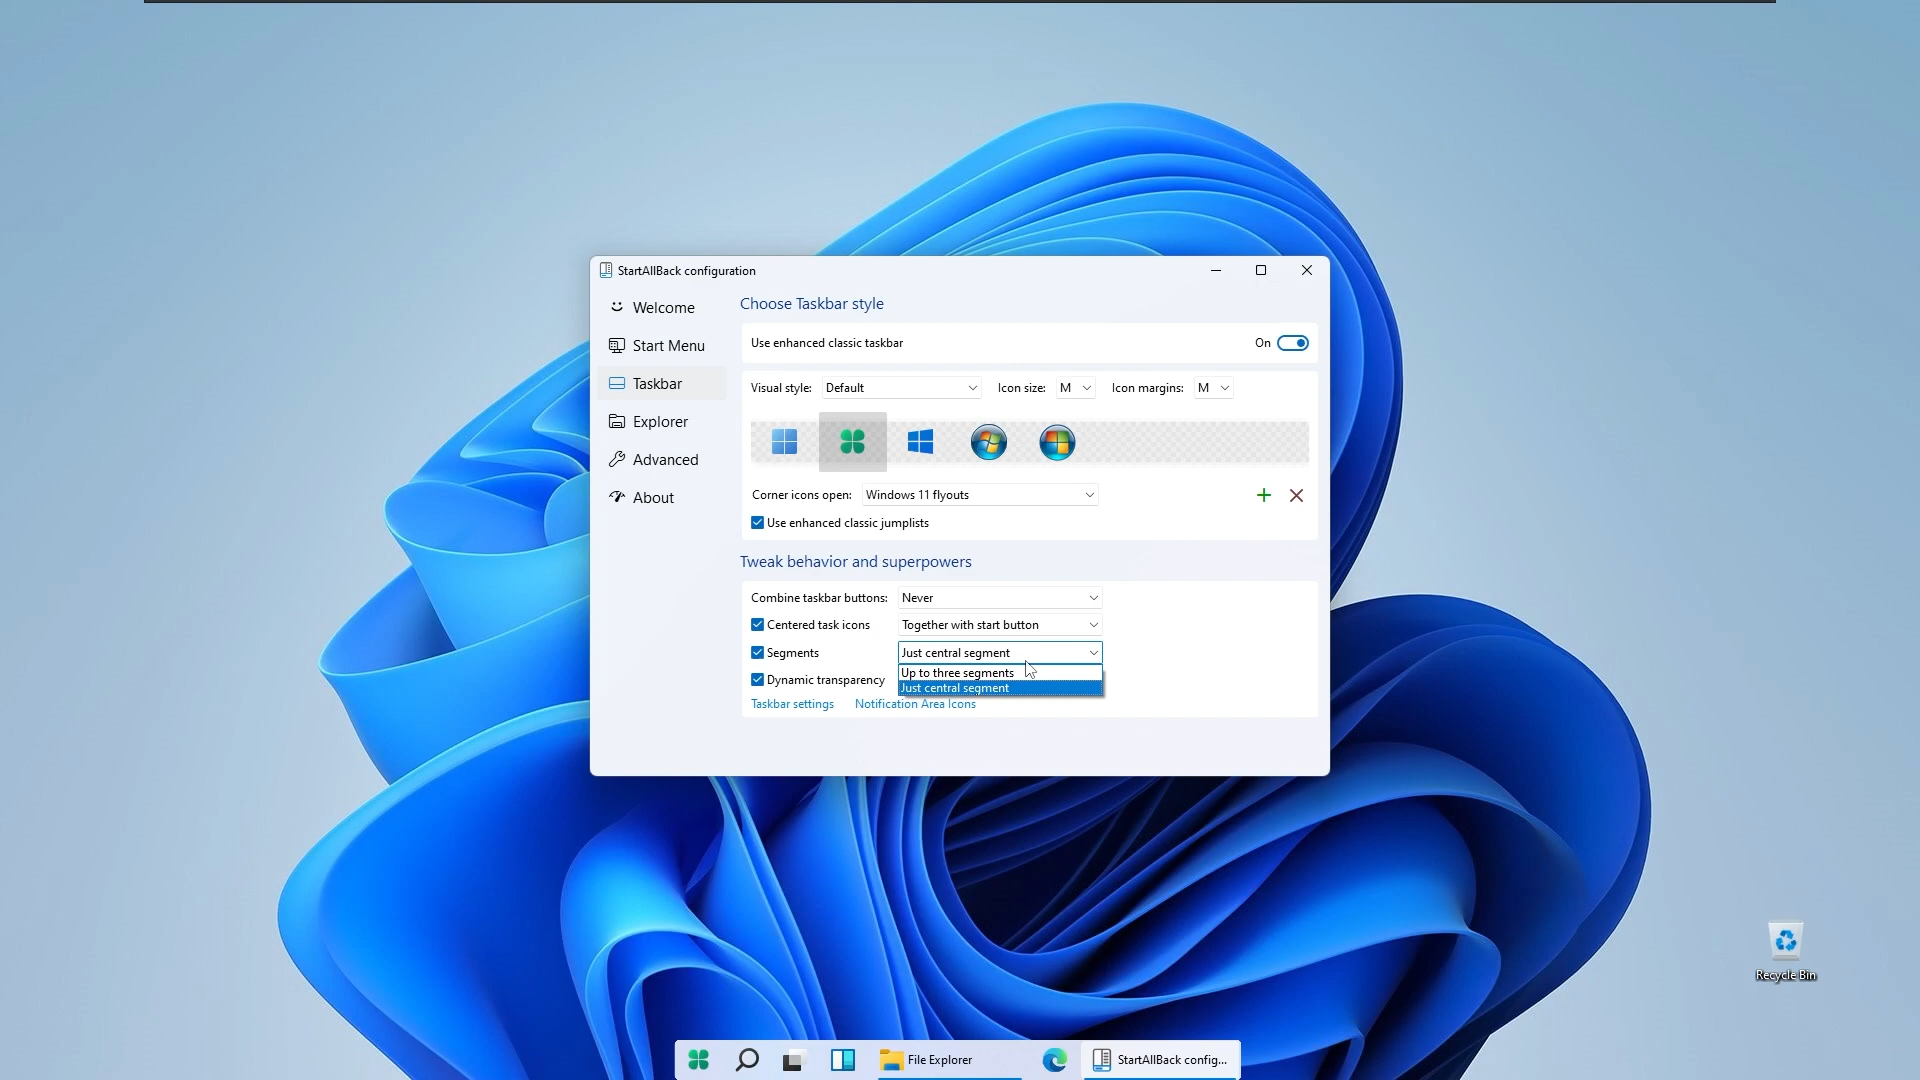 StartAllBack configuration
Welcome
Start Menu
Taskbar
Explorer
Advanced
About
Choose Taskbar style
Use enhanced classic taskbar
On
Visual style: Default Icon size: M Icon margins: M
Corner icons open: Windows 11 flyouts
Use enhanced classic jumplists
Tweak behavior and superpowers
Combine taskbar buttons: Never
Centered task icons Together with start button
Segments Just central segment
Up to three segments
Just central segment
Dynamic transparency
Taskbar settings Notification Area Icons
Recycle Bin
File Explorer
StartAllBack config...